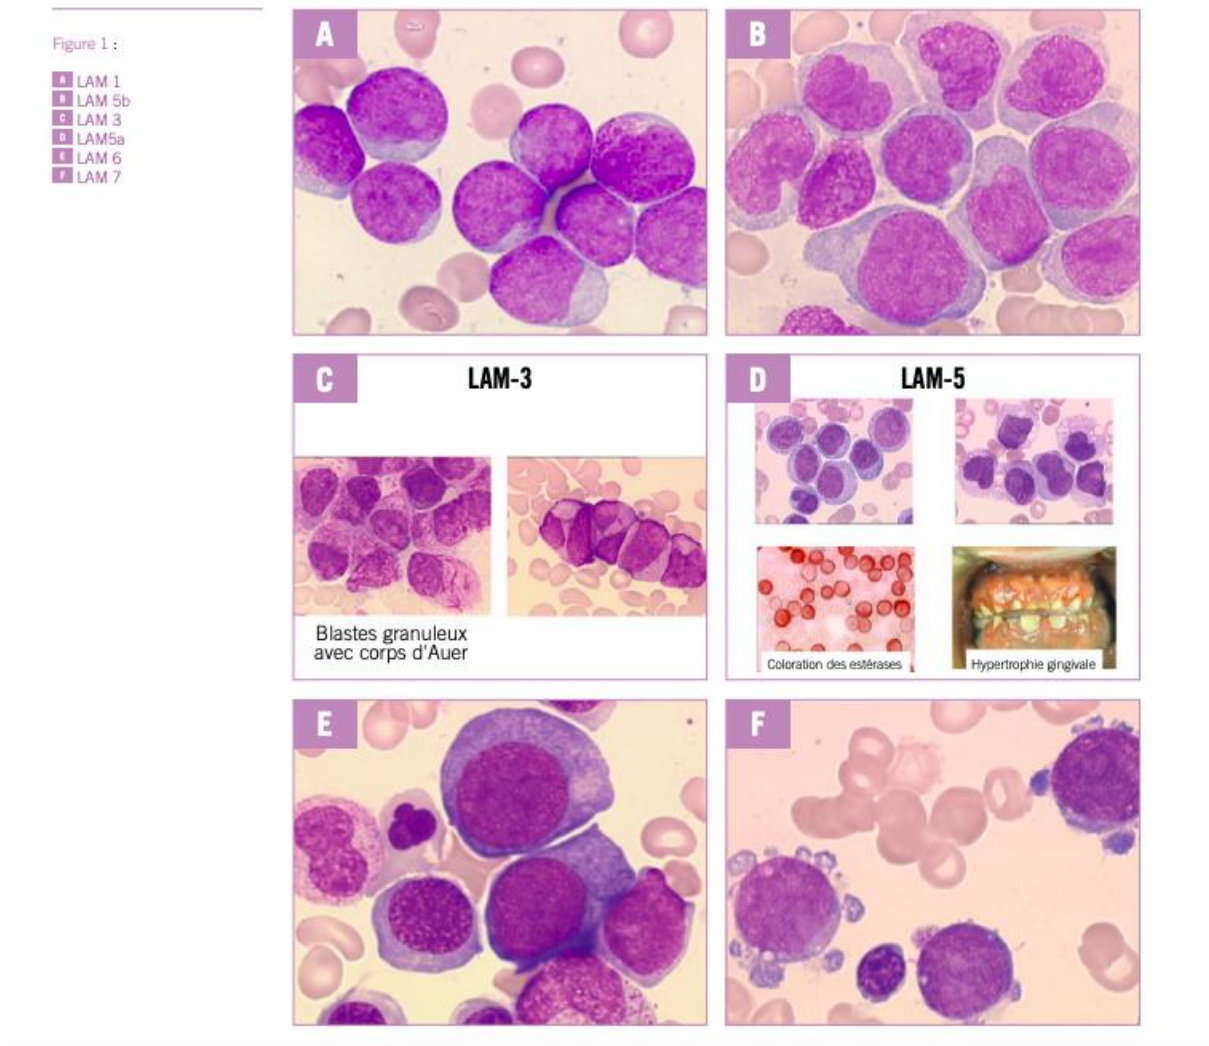 Figure 1 :
A LAM 1
B LAM 5b
C LAM 3
D LAM5a
E LAM 6
F LAM 7
A
B
C
LAM-3
Blastes granuleux
avec corps d'Auer
D
LAM-5
Coloration des estérases
Hypertrophie gingivale
E
F